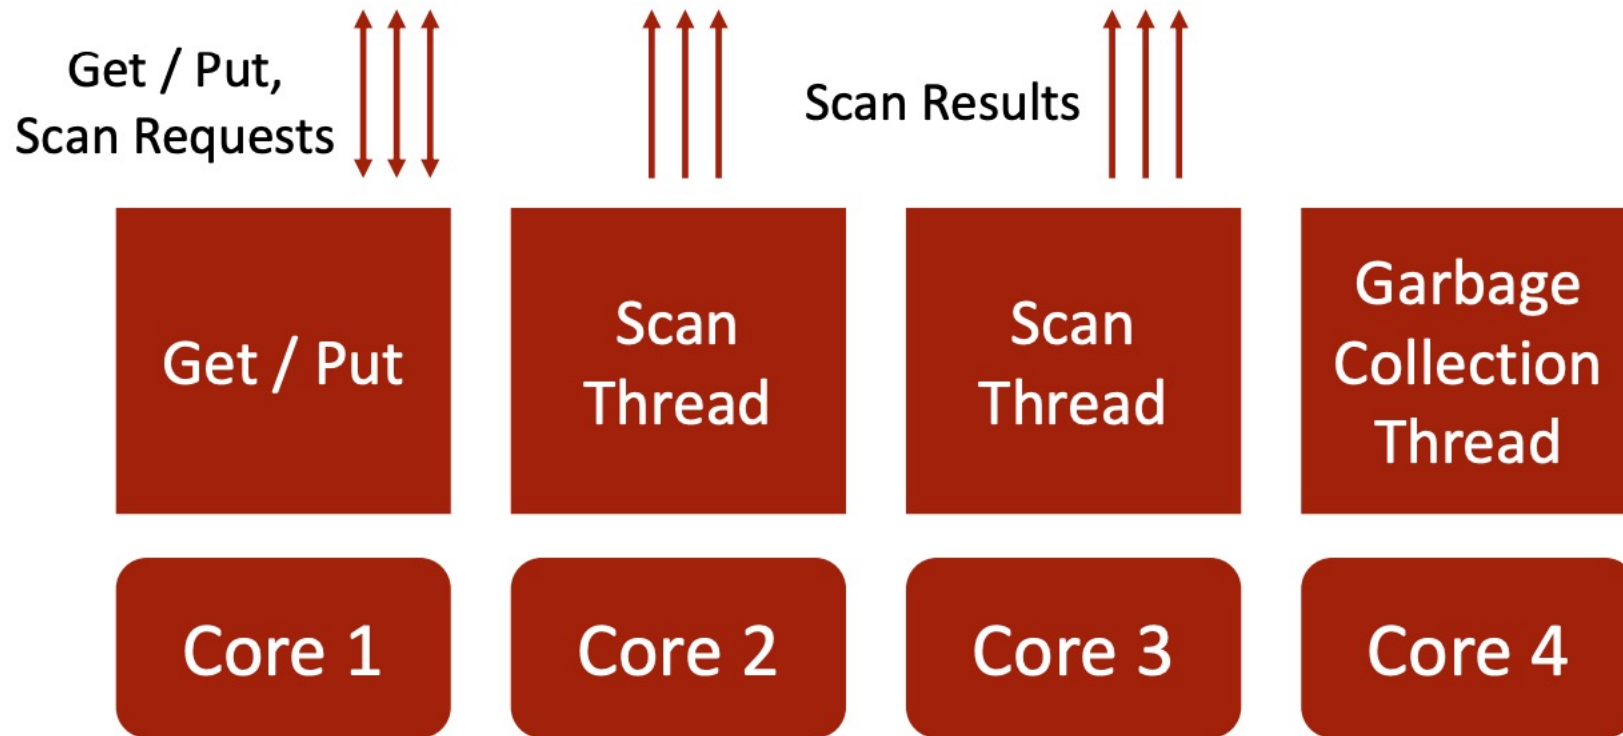 Get / Put,
Scan Requests
Scan Results
Get / Put
Scan
Thread
Scan
Thread
Garbage
Collection
Thread
Core 1
Core 2
Core 3
Core 4